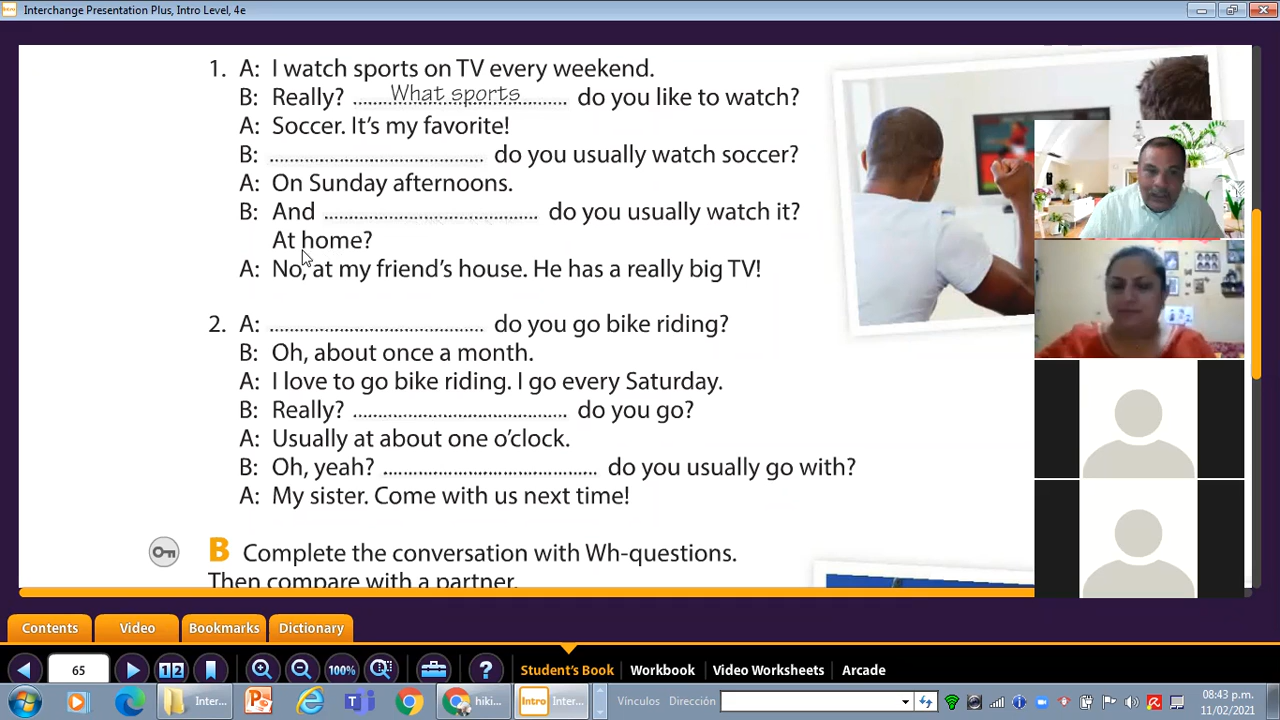 Interchange Presentation Plus, Intro Level, 4e
1. A: I watch sports on TV every weekend.
B: Really? What sports do you like to watch?
A: Soccer. It's my favorite!
B: ........................................ do you usually watch soccer?
A: On Sunday afternoons.
B: And ........................................ do you usually watch it?
At home?
A: No, at my friend's house. He has a really big TV!
2. A: ........................................ do you go bike riding?
B: Oh, about once a month.
A: I love to go bike riding. I go every Saturday.
B: Really? ........................................ do you go?
A: Usually at about one o'clock.
B: Oh, yeah? ........................................ do you usually go with?
A: My sister. Come with us next time!
B Complete the conversation with Wh-questions.
Then compare with a partner.
Contents Video Bookmarks Dictionary
65 12 100% ? Student's Book Workbook Video Worksheets Arcade
Inter... hiki... Intro Inter... Vínculos Dirección 08:43 p.m.
11/02/2021